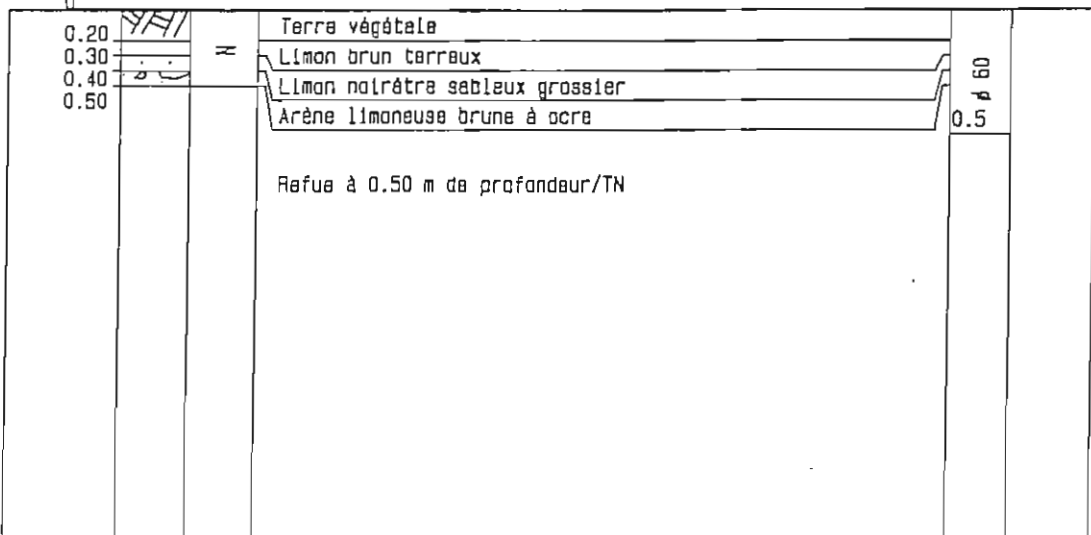 0.20 Terre végétale
0.30 Limon brun terreux
0.40 Limon noirâtre sableux grossier
0.50 Arène limoneuse brune à ocre
ø 60
0.5
Refus à 0.50 m de profondeur/TN